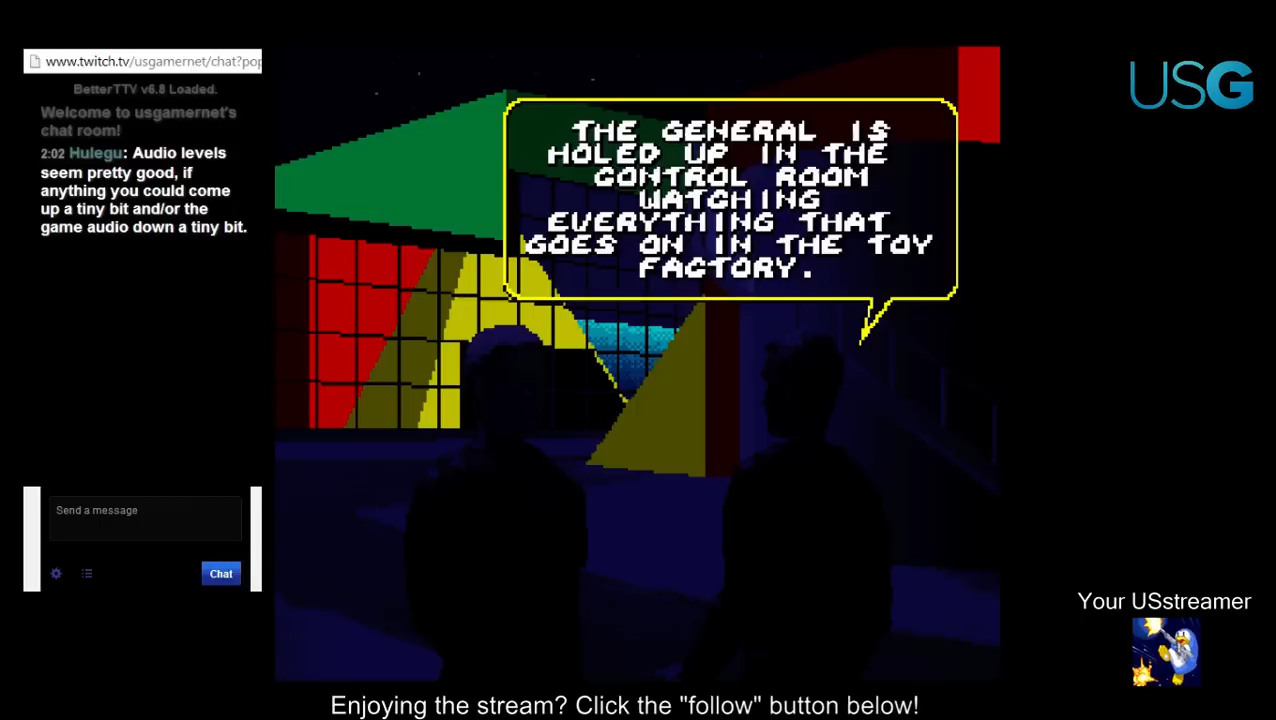 www.twitch.tv/usgamernet/chat?pop
BetterTTV v6.8 Loaded.
Welcome to usgamernet's
chat room!
2:02 Hulegu: Audio levels
seem pretty good, if
anything you could come
up a tiny bit and/or the
game audio down a tiny bit.
Send a message
Chat
THE GENERAL IS
HOLED UP IN THE
CONTROL ROOM
WATCHING
EVERYTHING THAT
GOES ON IN THE TOY
FACTORY.
USG
Your USstreamer
Enjoying the stream? Click the "follow" button below!